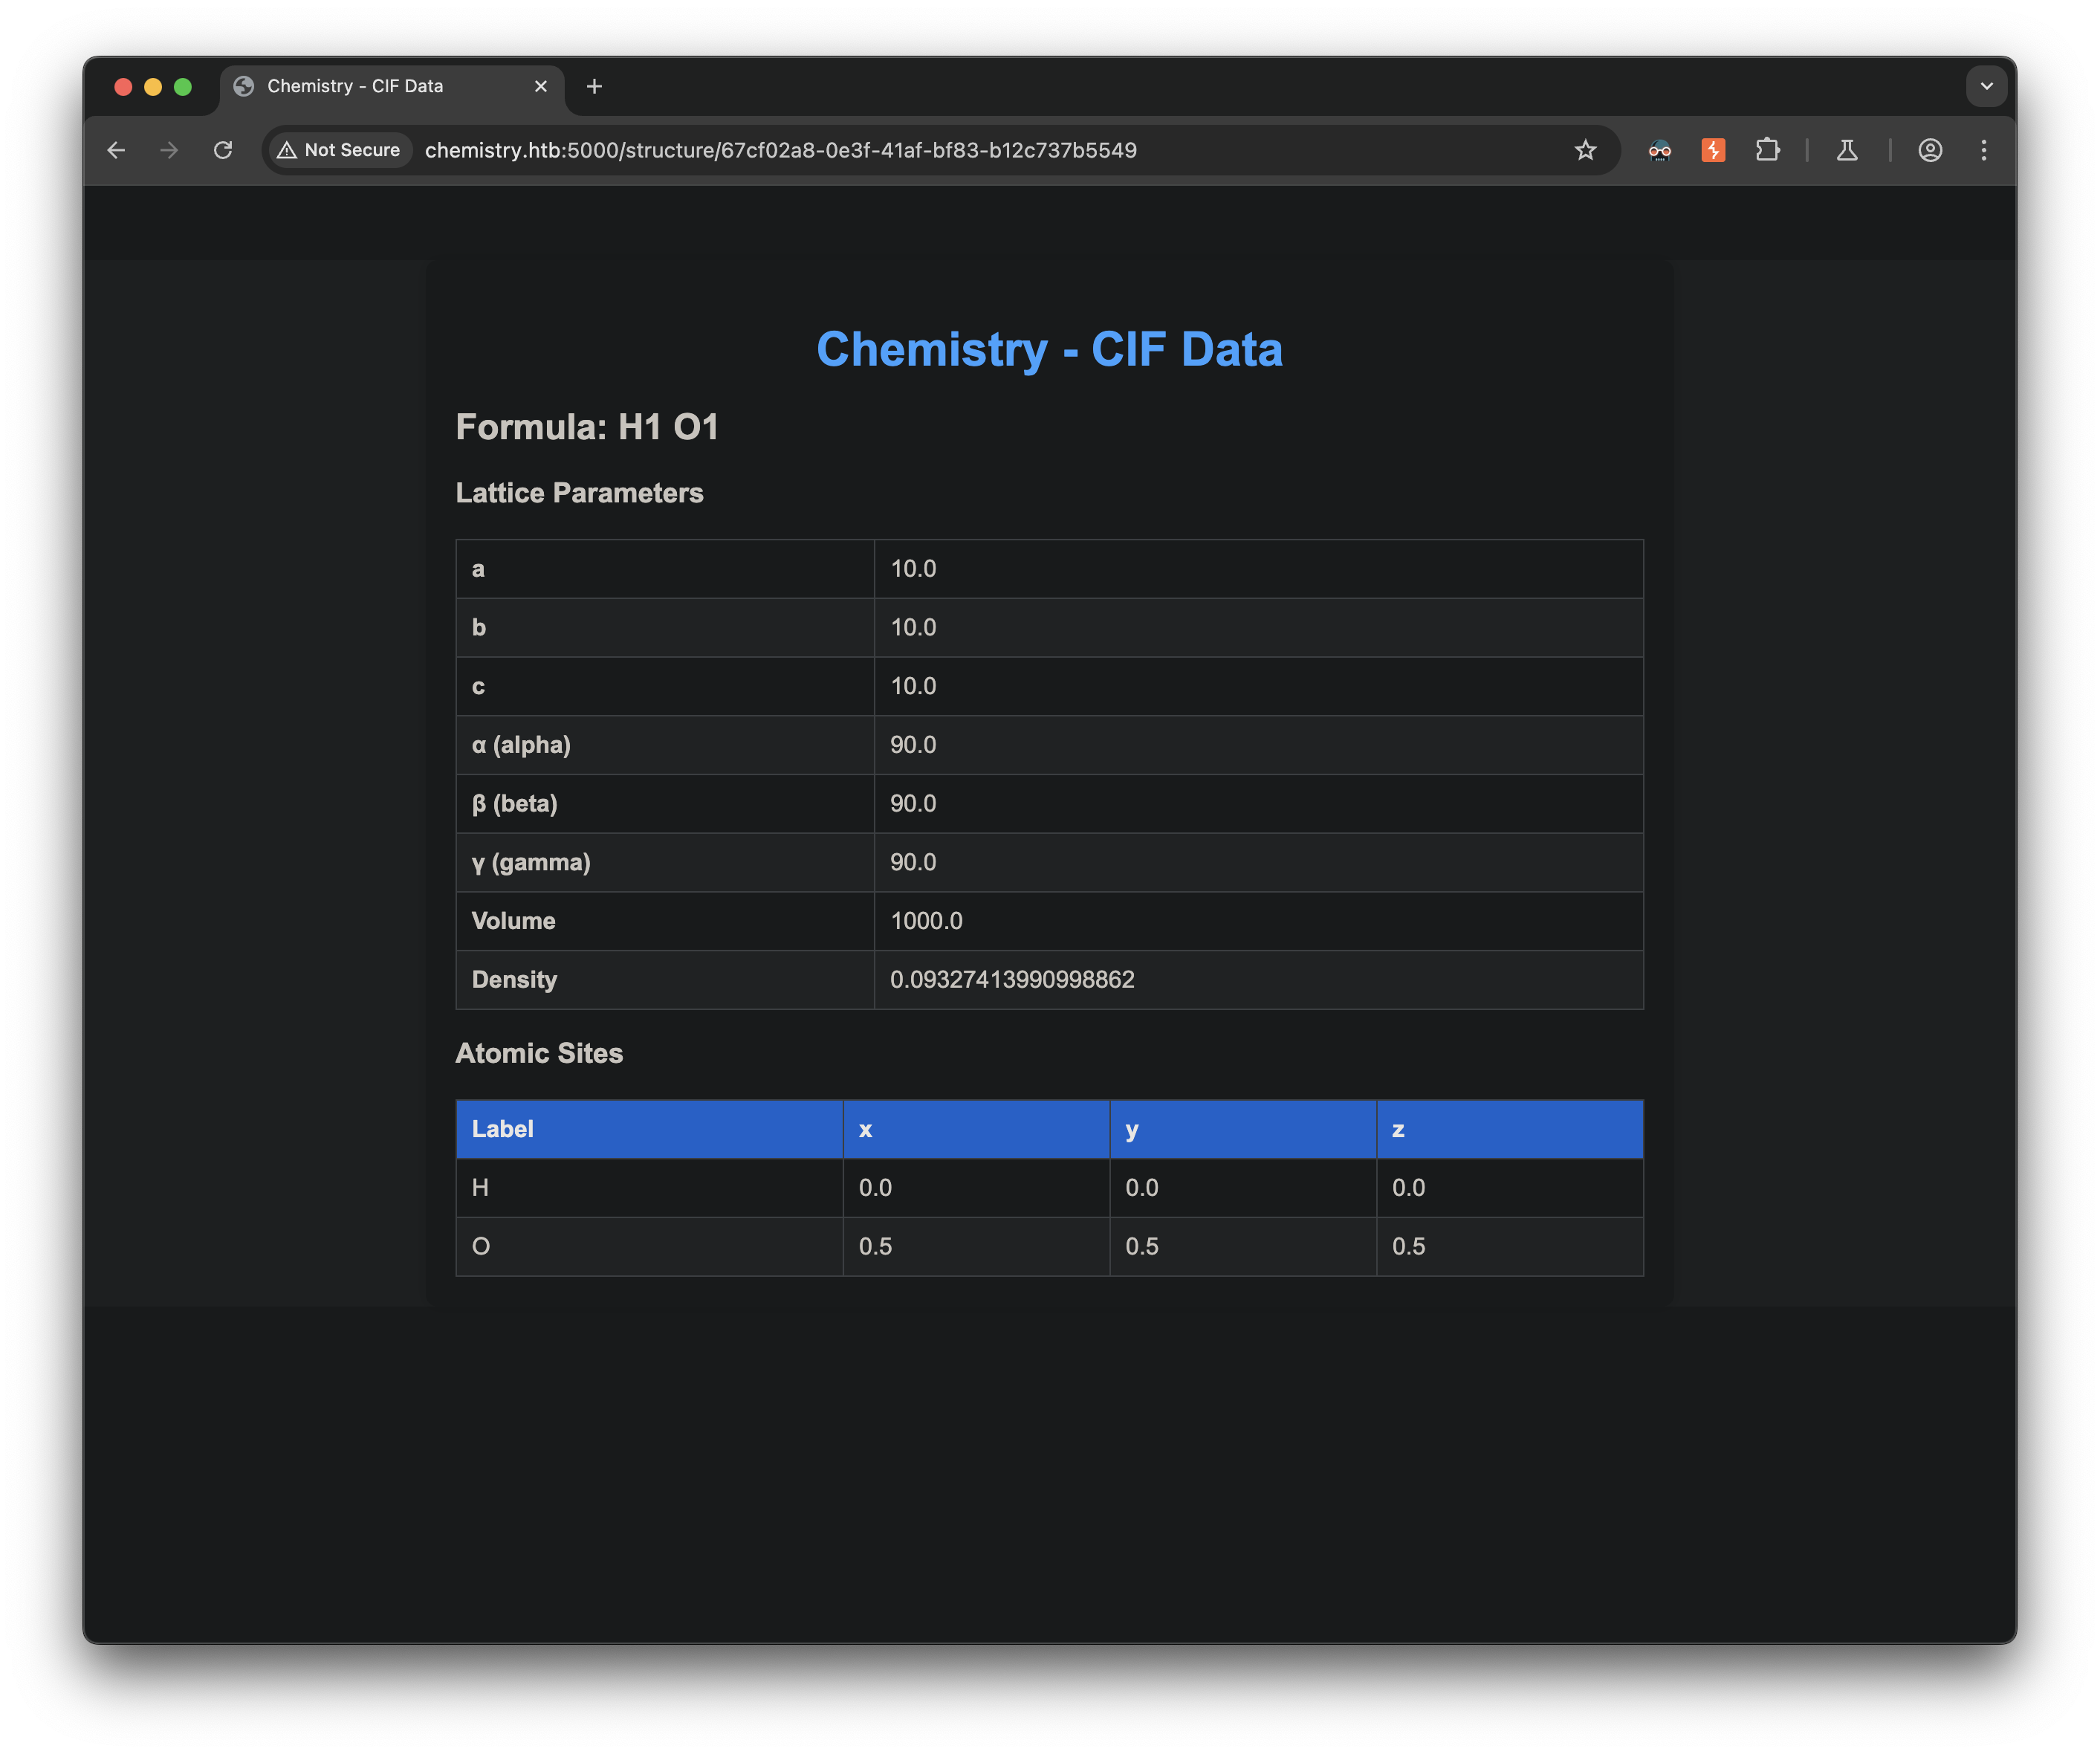 Chemistry - CIF Data
Not Secure chemistry.htb:5000/structure/67cf02a8-0e3f-41af-bf83-b12c737b5549
Chemistry - CIF Data
Formula: H1 O1
Lattice Parameters
a 10.0
b 10.0
c 10.0
α (alpha) 90.0
β (beta) 90.0
γ (gamma) 90.0
Volume 1000.0
Density 0.09327413990998862
Atomic Sites
Label x y z
H 0.0 0.0 0.0
O 0.5 0.5 0.5